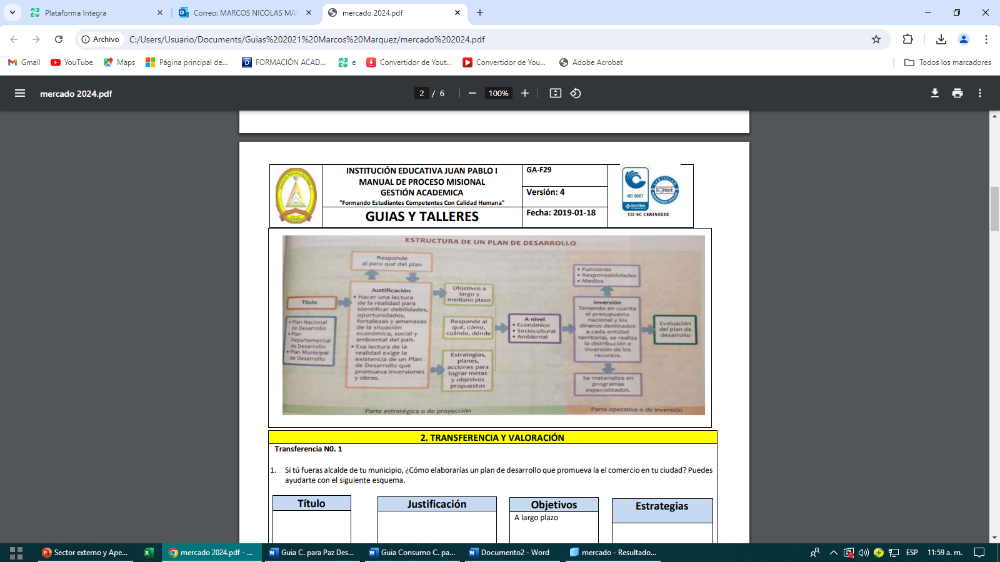 Plataforma Integra
Correo: MARCOS NICOLAS MA
mercado 2024.pdf
Archivo
C:/Users/Usuario/Documents/Guias%202021%20Marcos%20Marquez/mercado%202024.pdf
Gmail
YouTube
Maps
Página principal de...
FORMACIÓN ACAD...
e
Convertidor de Yout...
Convertidor de You...
Adobe Acrobat
Todos los marcadores
mercado 2024.pdf
2 / 6
100%
INSTITUCIÓN EDUCATIVA JUAN PABLO I
MANUAL DE PROCESO MISIONAL
GESTIÓN ACADEMICA
"Formando Estudiantes Competentes Con Calidad Humana"
GUIAS Y TALLERES
GA-F29
Versión: 4
Fecha: 2019-01-18
ISO 9001
icontec
CERTIFIED
IQNet
CO-SC-CER350838
ESTRUCTURA DE UN PLAN DE DESARROLLO
Responde
al para qué del plan
Título
• Plan Nacional
de Desarrollo
• Plan
Departamental
de Desarrollo
• Plan Municipal
de Desarrollo
Justificación
• Hacer una lectura
de la realidad para
identificar debilidades,
oportunidades,
fortalezas y amenazas
de la situación
económica, social y
ambiental del país.
• Esa lectura de la
realidad exige la
existencia de un Plan
de Desarrollo que
promueva inversiones
y obras.
Objetivos a
largo y
mediano plazo
Responde al
qué, cómo,
cuándo, dónde
Estrategias,
planes,
acciones para
lograr metas
y objetivos
propuestos
A nivel
• Económico
• Sociocultural
• Ambiental
• Funciones
• Responsabilidades
• Medios
Inversión
Teniendo en cuenta
el presupuesto
nacional y los
dineros destinados
a cada entidad
territorial, se realiza
la distribución e
inversión de los
recursos.
Se materializa en
programas
especializados.
Evaluación
del plan de
desarrollo
Parte estratégica o de proyección
Parte operativa o de inversión
2. TRANSFERENCIA Y VALORACIÓN
Transferencia N0. 1
1. Si tú fueras alcalde de tu municipio, ¿Cómo elaborarías un plan de desarrollo que promueva la el comercio en tu ciudad? Puedes
ayudarte con el siguiente esquema.
Título
Justificación
Objetivos
A largo plazo
Estrategias
Sector externo y Ape...
mercado 2024.pdf - ...
Guia C. para Paz Des...
Guia Consumo C. pa...
Documento2 - Word
mercado - Resultado...
ESP
11:59 a. m.